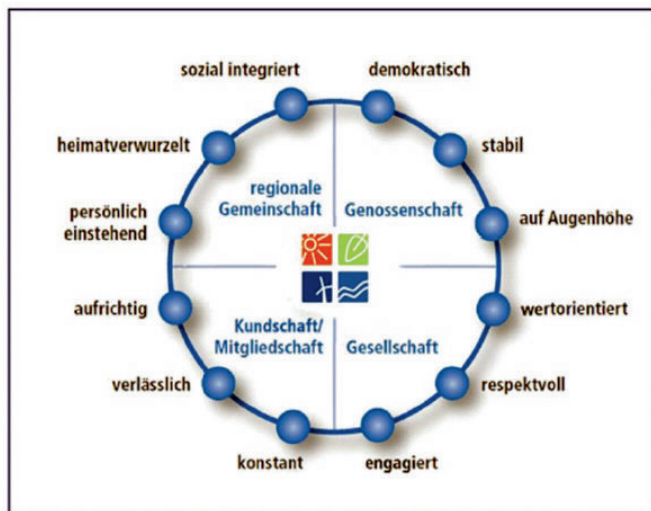 sozial integriert
demokratisch
heimatverwurzelt
stabil
regionale
Gemeinschaft
Genossenschaft
persönlich
einstehend
auf Augenhöhe
aufrichtig
wertorientiert
Kundschaft/
Mitgliedschaft
Gesellschaft
verlässlich
respektvoll
konstant
engagiert